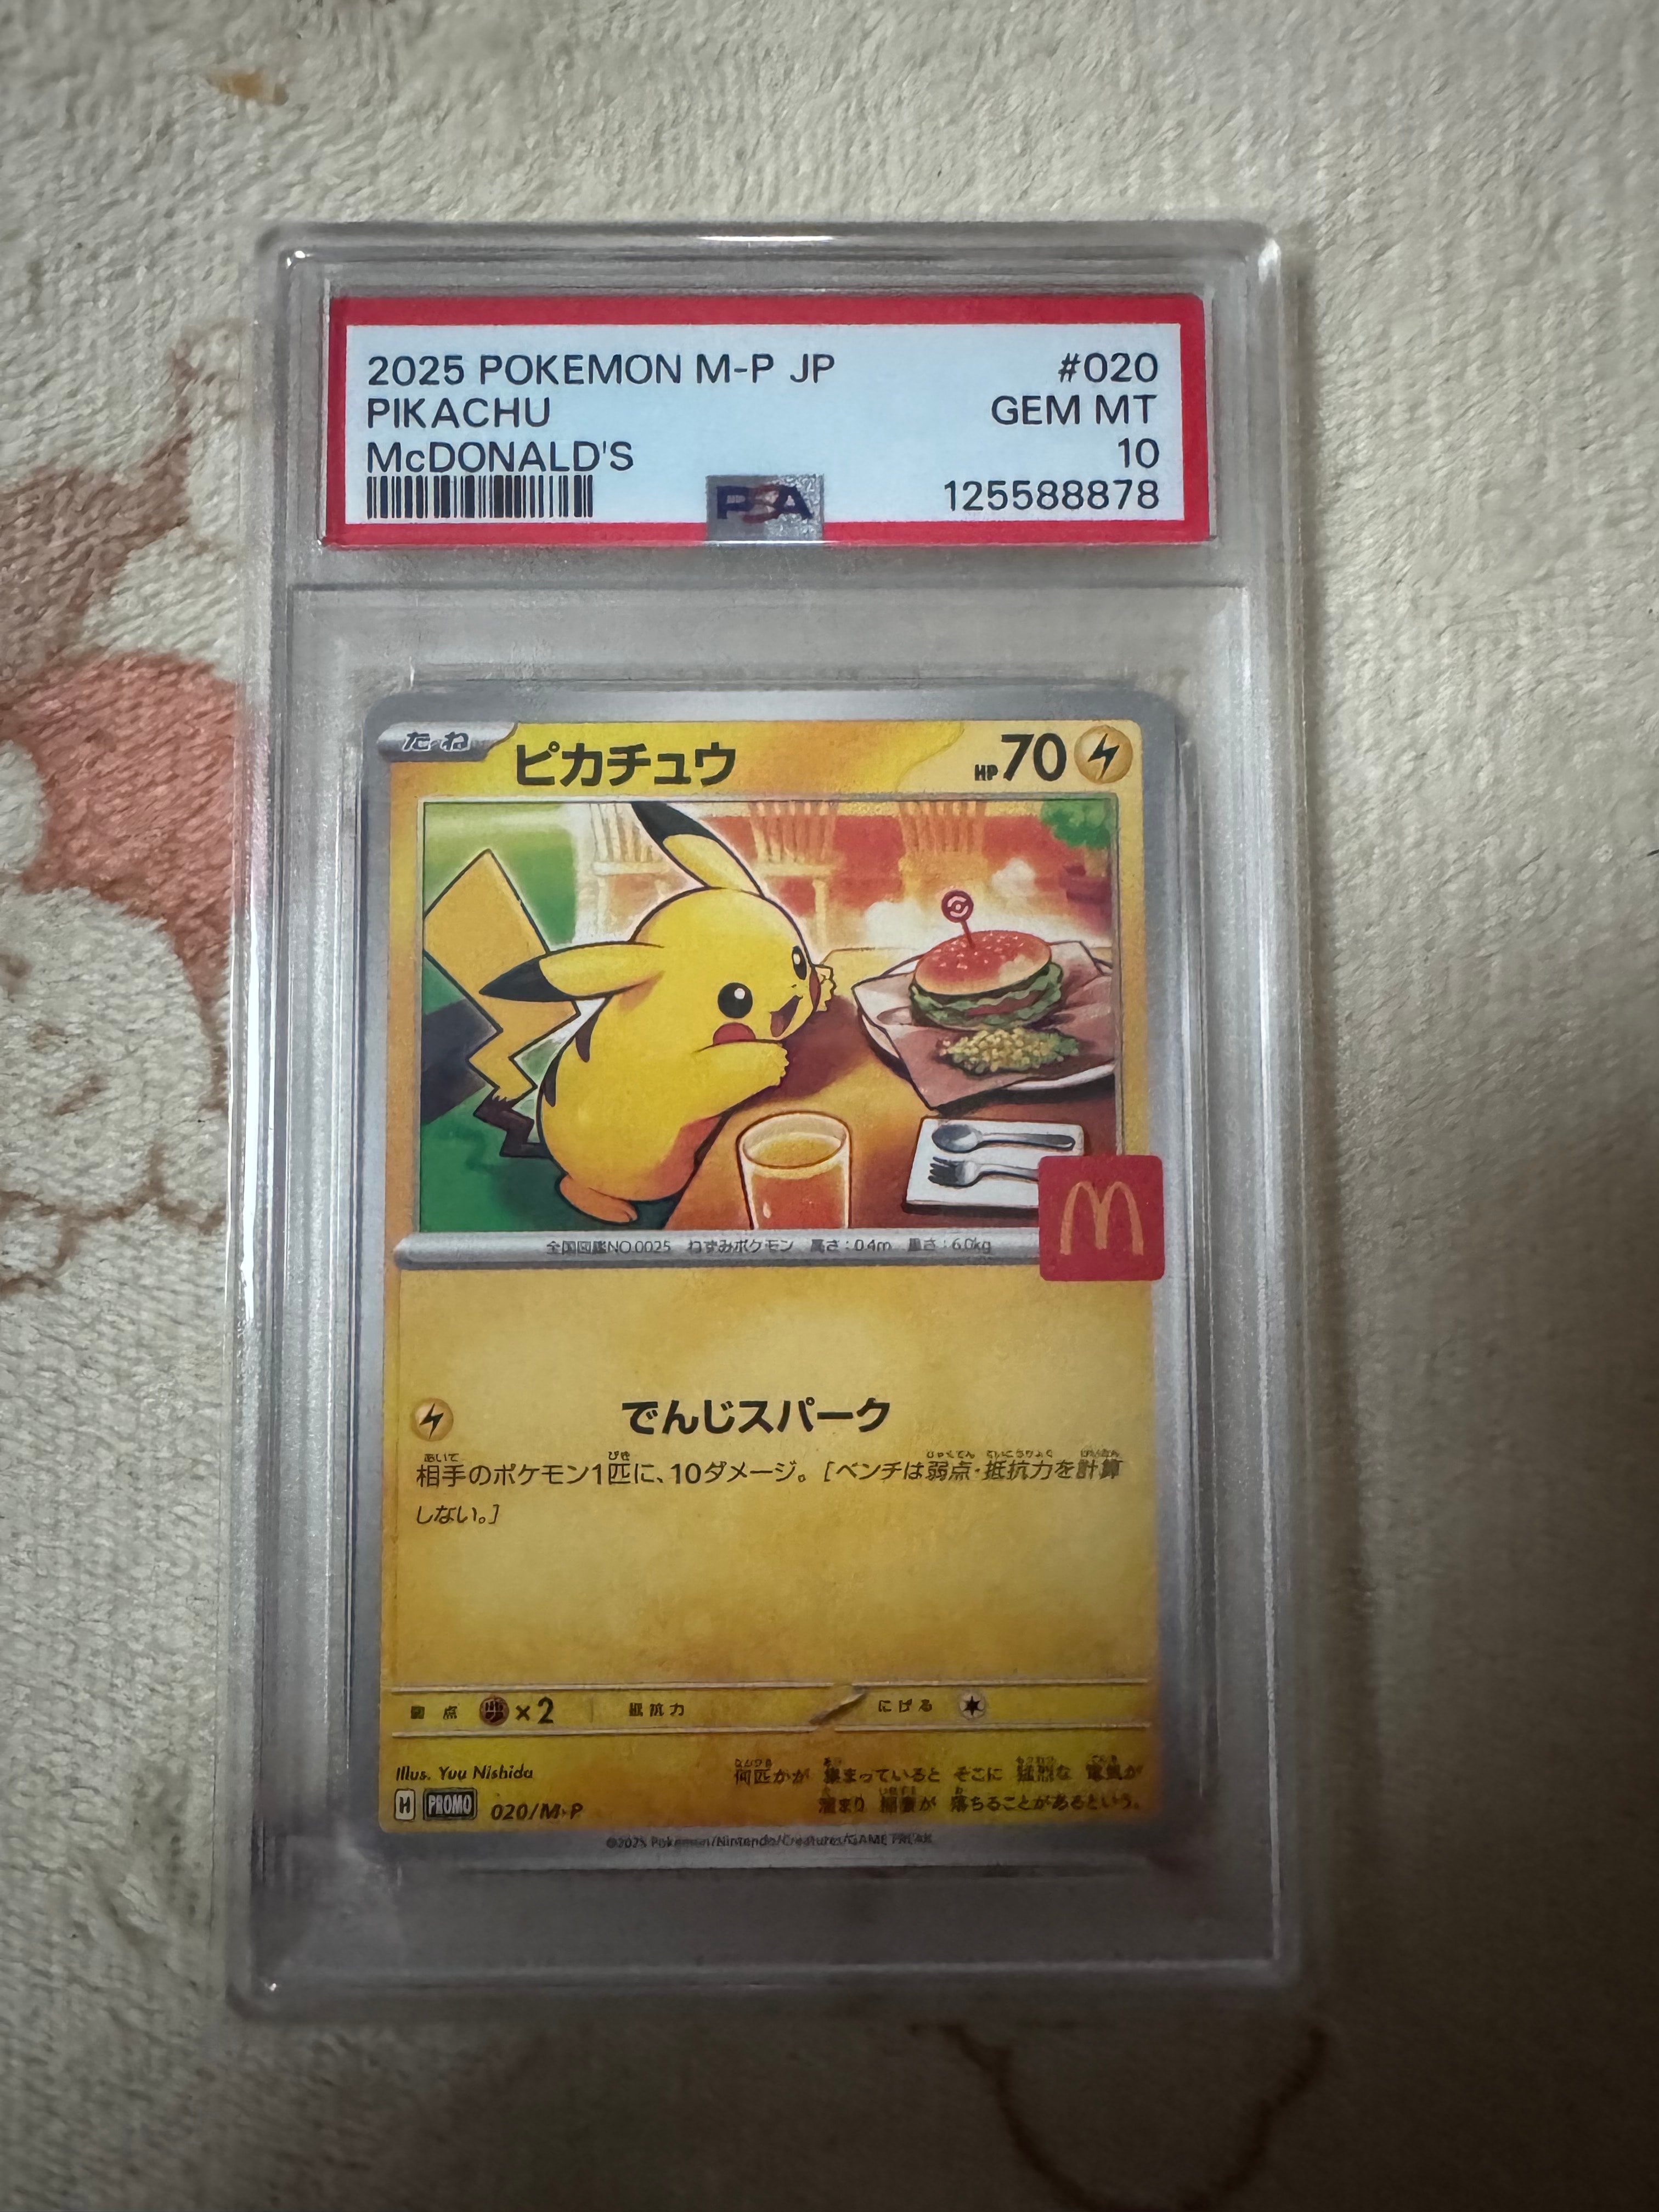 2025 POKEMON M-P JP #020
PIKACHU GEM MT
McDONALD'S 10
PSA 125588878
たね ピカチュウ HP70
全国図鑑NO.0025 ねずみポケモン 高さ:0.4m 重さ:6.0kg
M
でんじスパーク
相手のポケモン1匹に、10ダメージ。[ベンチは弱点・抵抗力を計算
しない。]
弱点 ×2 抵抗力 にげる
Illus. Yuu Nishida
何匹かが 集まっていると そこに 猛烈な 電気が
溜まり 稲妻が 落ちることがあるという。
H PROMO 020/M-P
©2025 Pokémon/Nintendo/Creatures/GAME FREAK